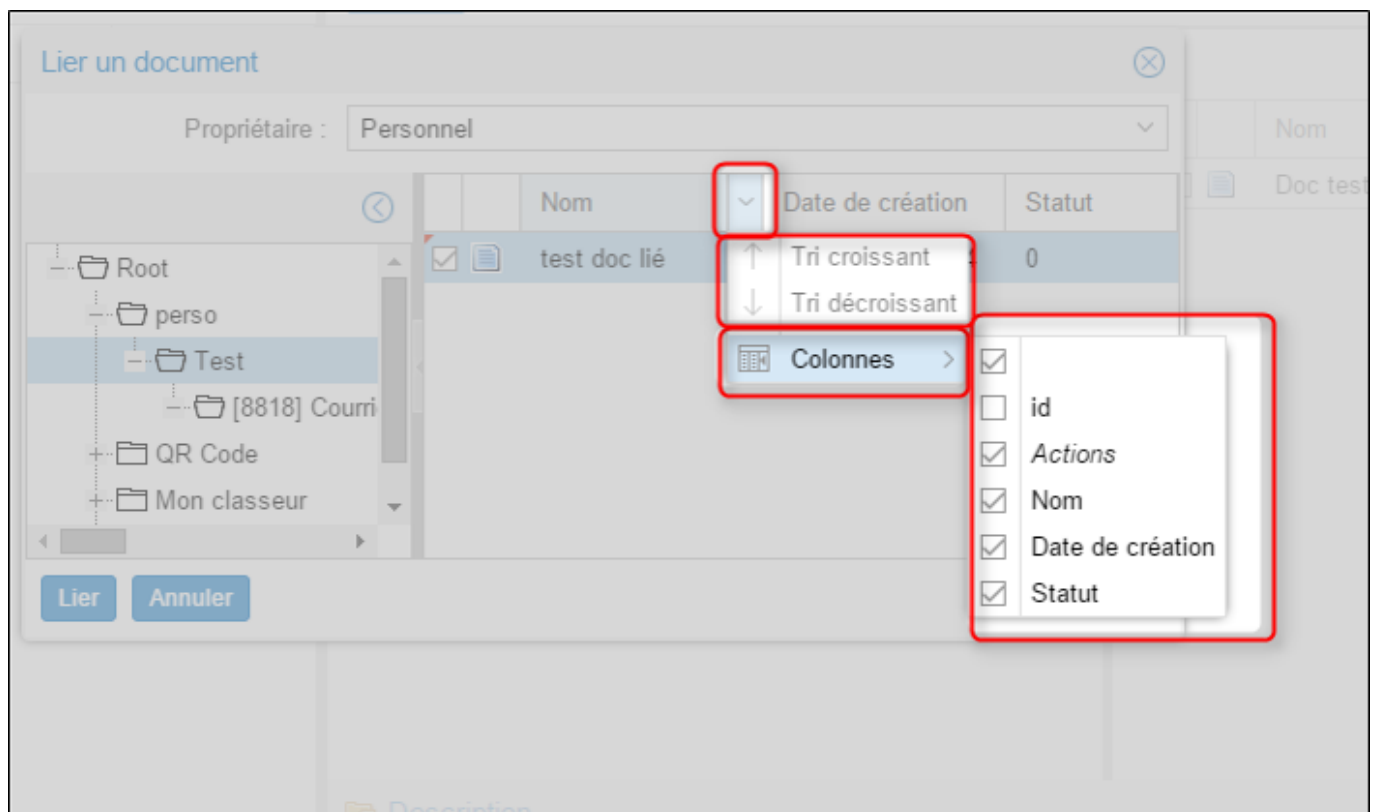 Lier un document
Propriétaire : Personnel
Nom
Nom Date de création Statut
Doc test
test doc lié 0
Root
perso
Test
[8818] Courri
QR Code
Mon classeur
Tri croissant
Tri décroissant
Colonnes
id
Actions
Nom
Date de création
Statut
Lier Annuler
Description